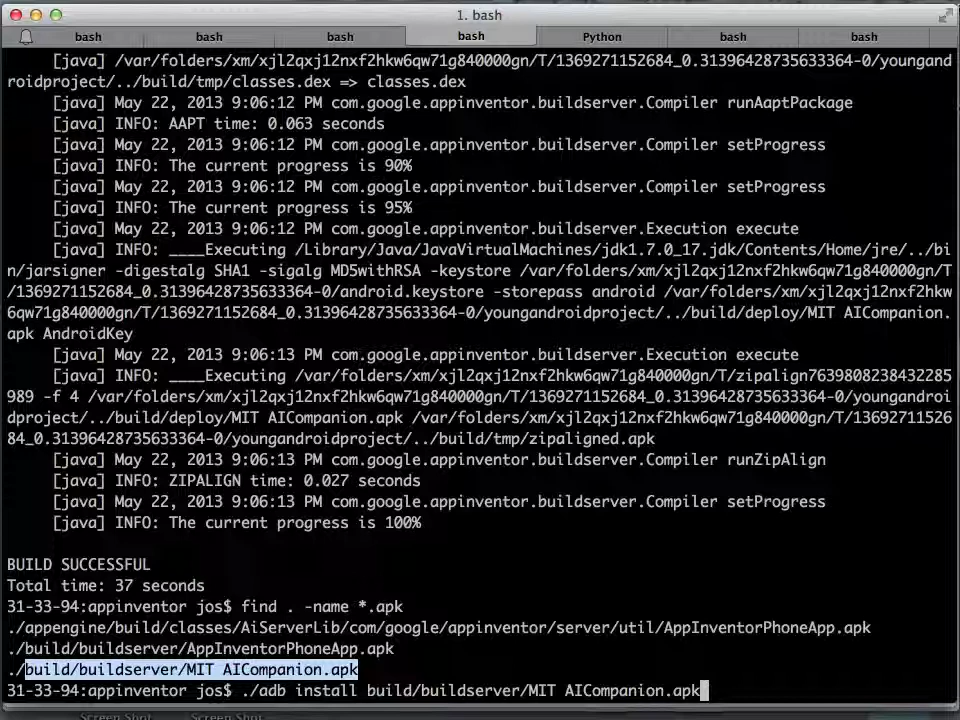 1. bash
bash bash bash bash Python bash bash
[java] /var/folders/xm/xjl2qxj12nxf2hkw6qw71g840000gn/T/1369271152684_0.31396428735633364-0/youngand
roidproject/../build/tmp/classes.dex => classes.dex
[java] May 22, 2013 9:06:12 PM com.google.appinventor.buildserver.Compiler runAaptPackage
[java] INFO: AAPT time: 0.063 seconds
[java] May 22, 2013 9:06:12 PM com.google.appinventor.buildserver.Compiler setProgress
[java] INFO: The current progress is 90%
[java] May 22, 2013 9:06:12 PM com.google.appinventor.buildserver.Compiler setProgress
[java] INFO: The current progress is 95%
[java] May 22, 2013 9:06:12 PM com.google.appinventor.buildserver.Execution execute
[java] INFO: ____Executing /Library/Java/JavaVirtualMachines/jdk1.7.0_17.jdk/Contents/Home/jre/../bi
n/jarsigner -digestalg SHA1 -sigalg MD5withRSA -keystore /var/folders/xm/xjl2qxj12nxf2hkw6qw71g840000gn/T
/1369271152684_0.31396428735633364-0/android.keystore -storepass android /var/folders/xm/xjl2qxj12nxf2hkw
6qw71g840000gn/T/1369271152684_0.31396428735633364-0/youngandroidproject/../build/deploy/MIT AICompanion.
apk AndroidKey
[java] May 22, 2013 9:06:13 PM com.google.appinventor.buildserver.Execution execute
[java] INFO: ____Executing /var/folders/xm/xjl2qxj12nxf2hkw6qw71g840000gn/T/zipalign7639808238432285
989 -f 4 /var/folders/xm/xjl2qxj12nxf2hkw6qw71g840000gn/T/1369271152684_0.31396428735633364-0/youngandroi
dproject/../build/deploy/MIT AICompanion.apk /var/folders/xm/xjl2qxj12nxf2hkw6qw71g840000gn/T/13692711526
84_0.31396428735633364-0/youngandroidproject/../build/tmp/zipaligned.apk
[java] May 22, 2013 9:06:13 PM com.google.appinventor.buildserver.Compiler runZipAlign
[java] INFO: ZIPALIGN time: 0.027 seconds
[java] May 22, 2013 9:06:13 PM com.google.appinventor.buildserver.Compiler setProgress
[java] INFO: The current progress is 100%
BUILD SUCCESSFUL
Total time: 37 seconds
31-33-94:appinventor jos$ find . -name *.apk
./appengine/build/classes/AiServerLib/com/google/appinventor/server/util/AppInventorPhoneApp.apk
./build/buildserver/AppInventorPhoneApp.apk
./build/buildserver/MIT AICompanion.apk
31-33-94:appinventor jos$ ./adb install build/buildserver/MIT AICompanion.apk
Screen Shot Screen Shot